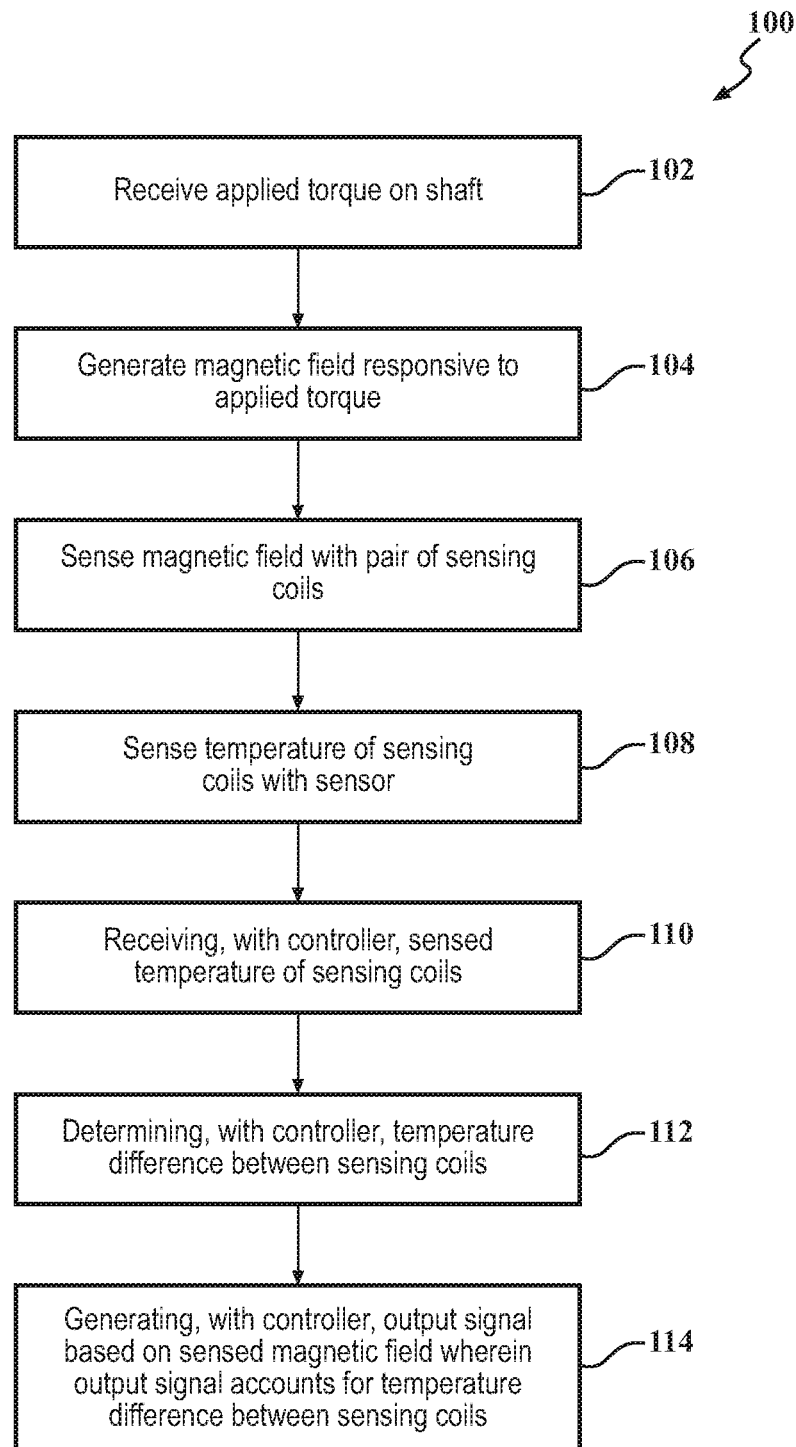 100
Receive applied torque on shaft
102
Generate magnetic field responsive to
applied torque
104
Sense magnetic field with pair of sensing
coils
106
Sense temperature of sensing
coils with sensor
108
Receiving, with controller, sensed
temperature of sensing coils
110
Determining, with controller, temperature
difference between sensing coils
112
Generating, with controller, output signal
based on sensed magnetic field wherein
output signal accounts for temperature
difference between sensing coils
114